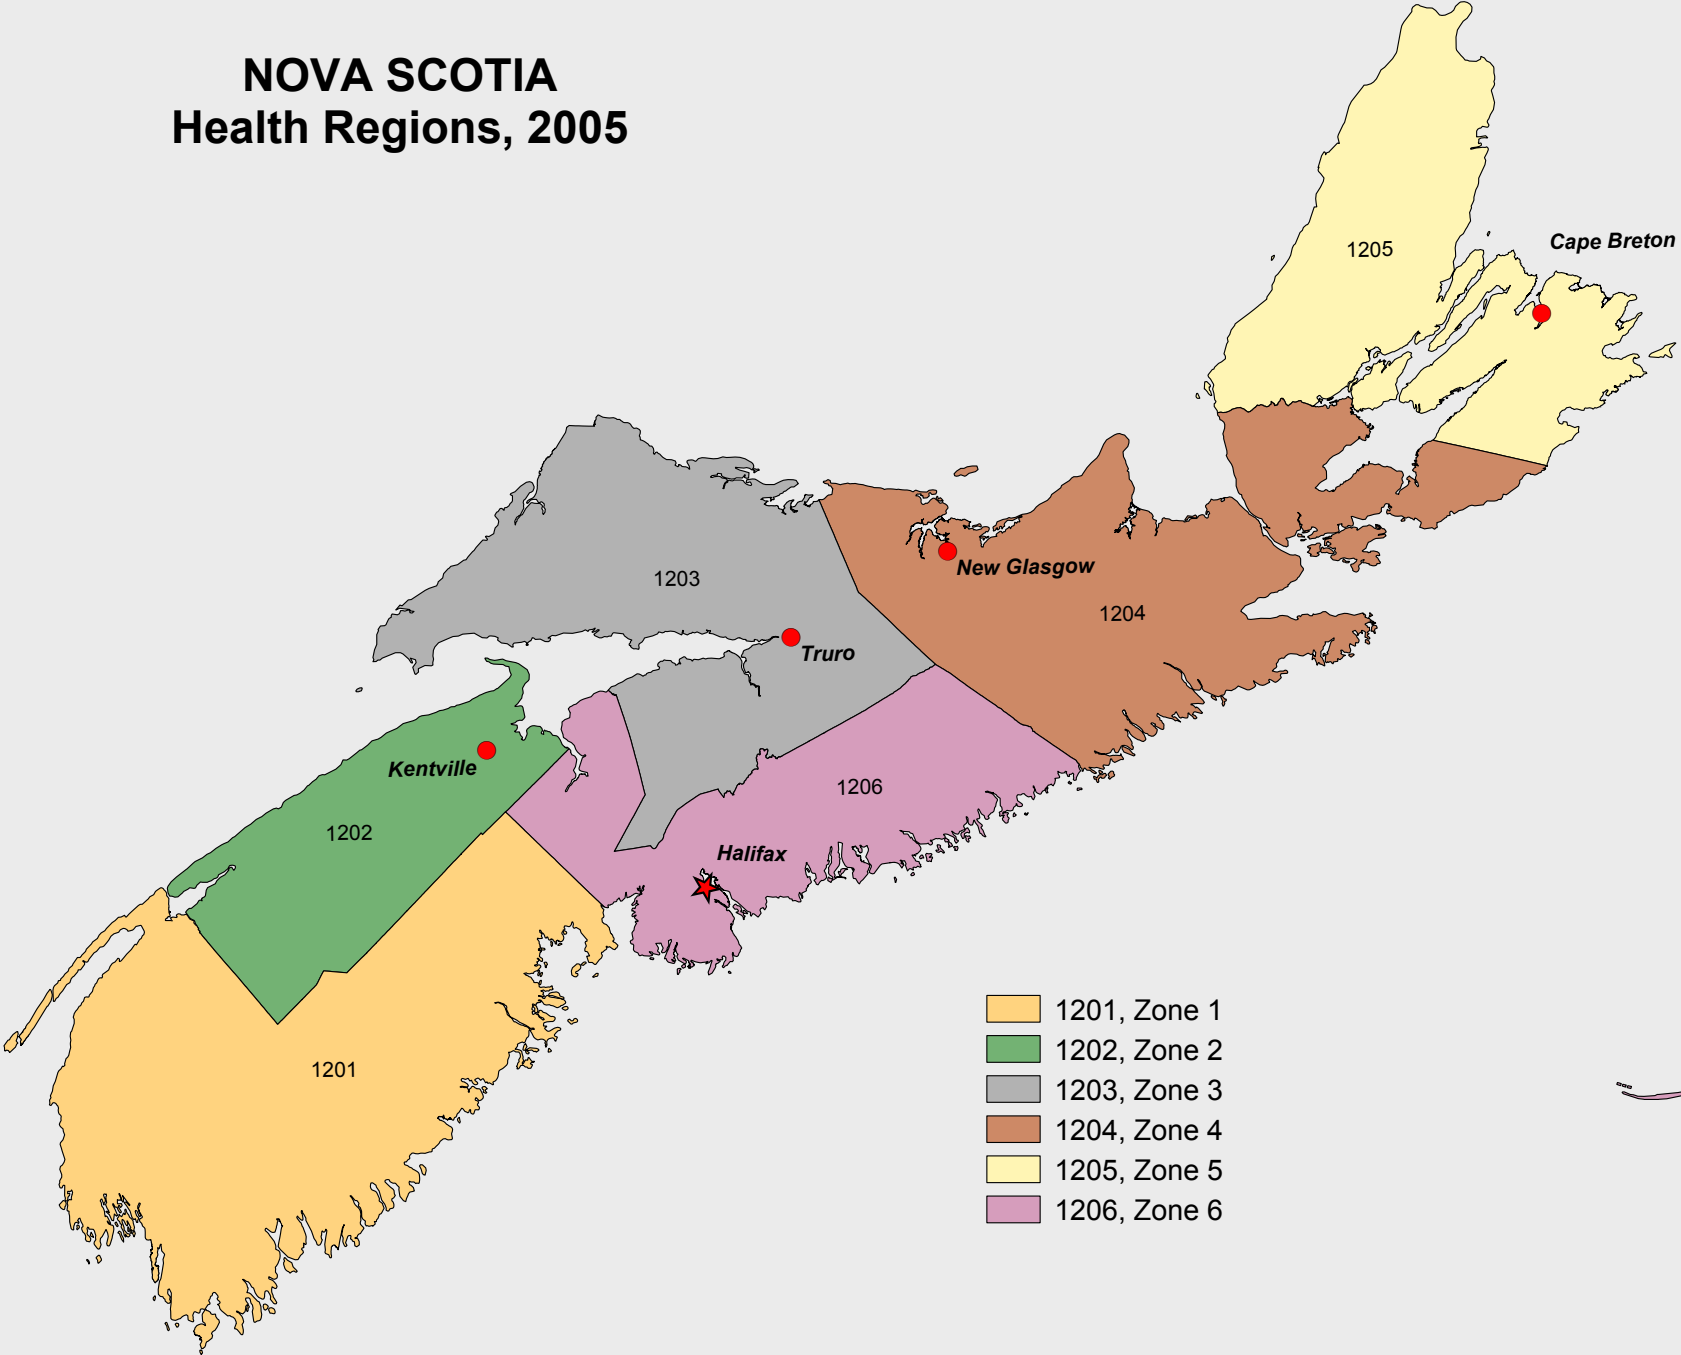 NOVA SCOTIA
Health Regions, 2005
1205
Cape Breton
1203
New Glasgow
1204
Truro
Kentville
1206
1202
Halifax
1201
1201, Zone 1
1202, Zone 2
1203, Zone 3
1204, Zone 4
1205, Zone 5
1206, Zone 6